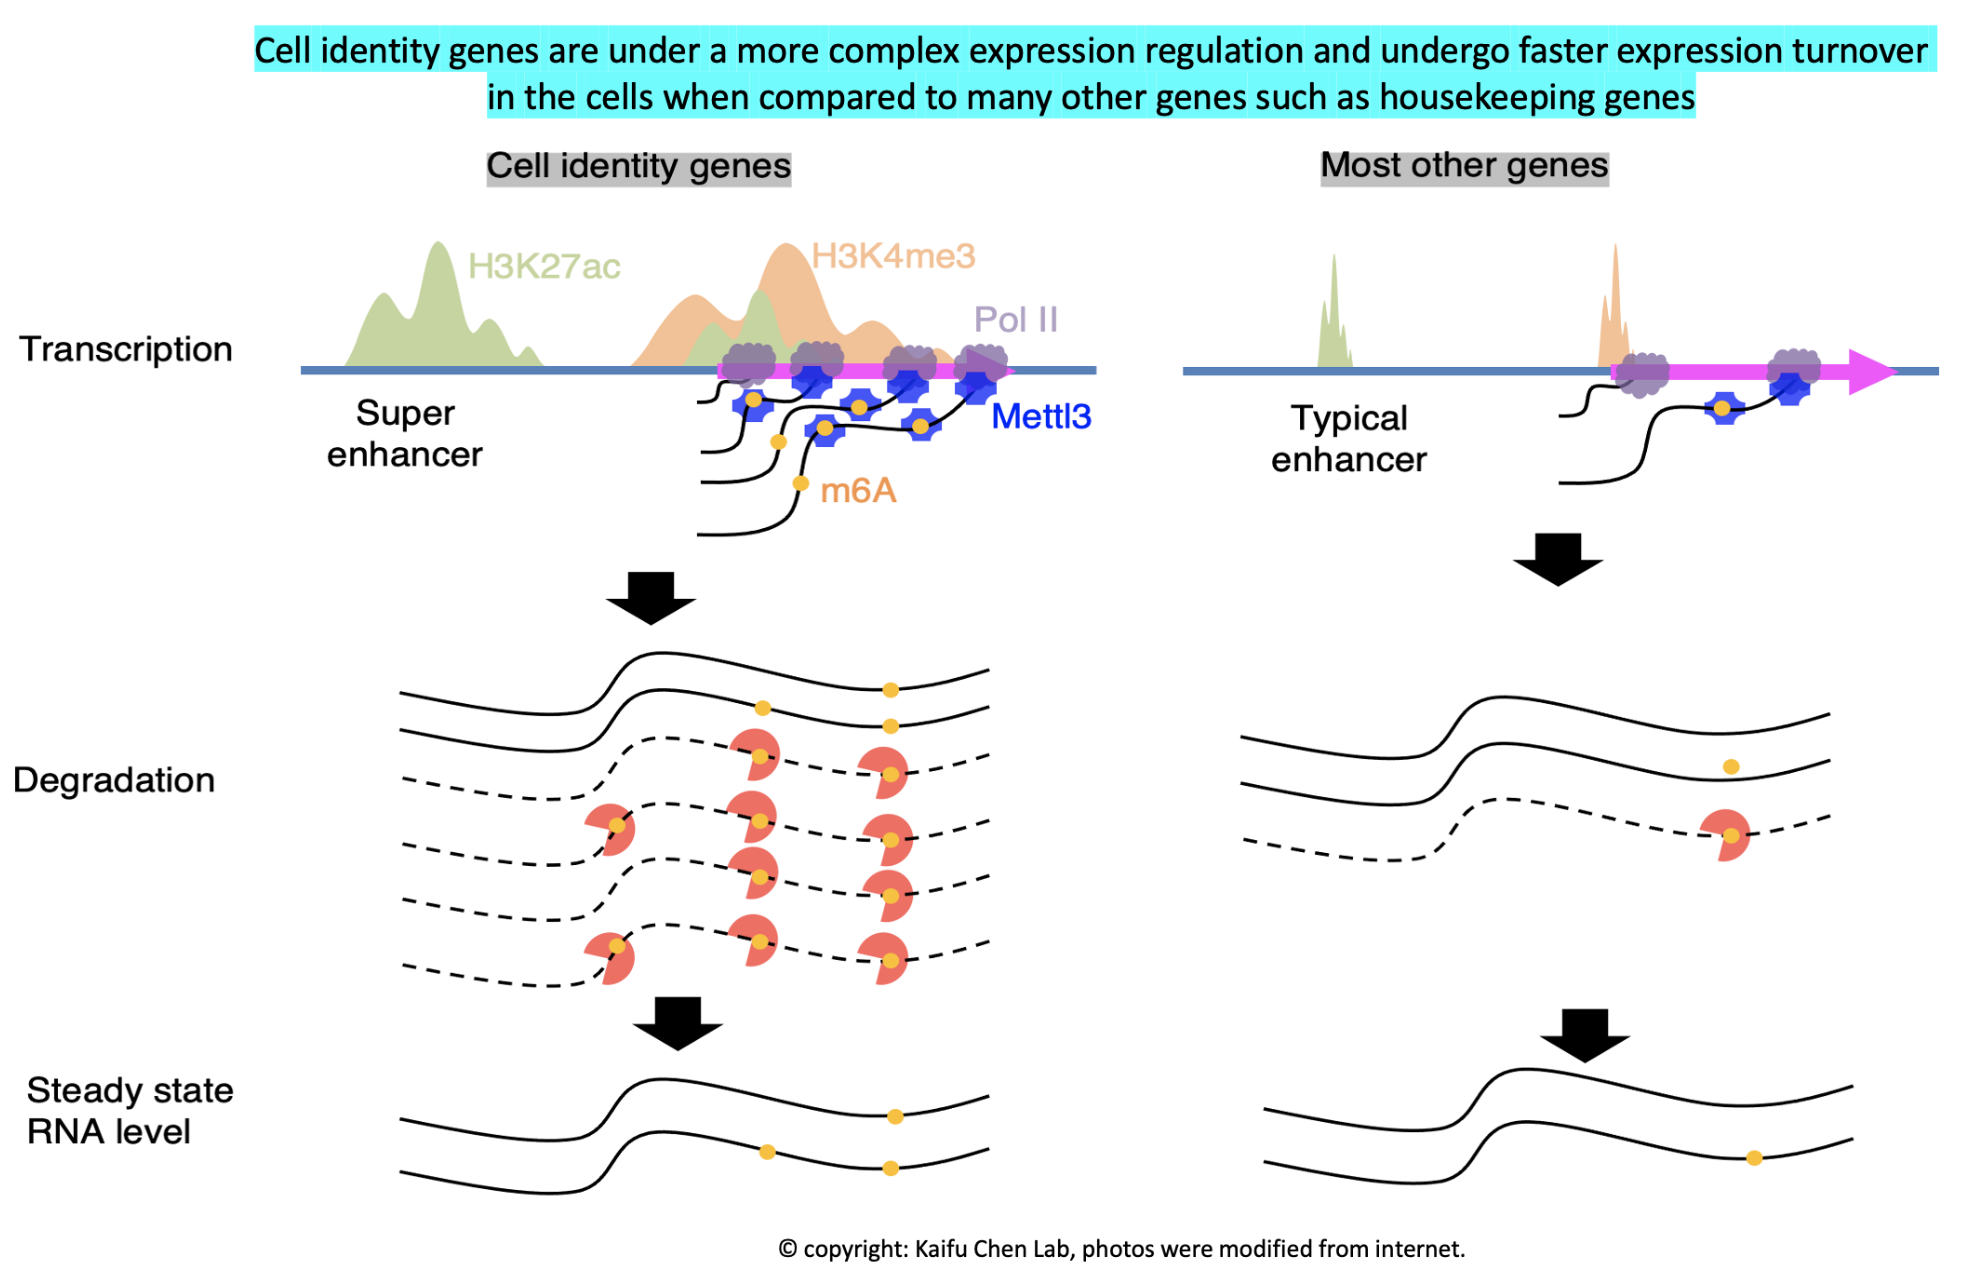 Cell identity genes are under a more complex expression regulation and undergo faster expression turnover
in the cells when compared to many other genes such as housekeeping genes
Cell identity genes
Most other genes
H3K27ac
H3K4me3
Pol II
Transcription
Super
enhancer
Mettl3
m6A
Typical
enhancer
Degradation
Steady state
RNA level
© copyright: Kaifu Chen Lab, photos were modified from internet.